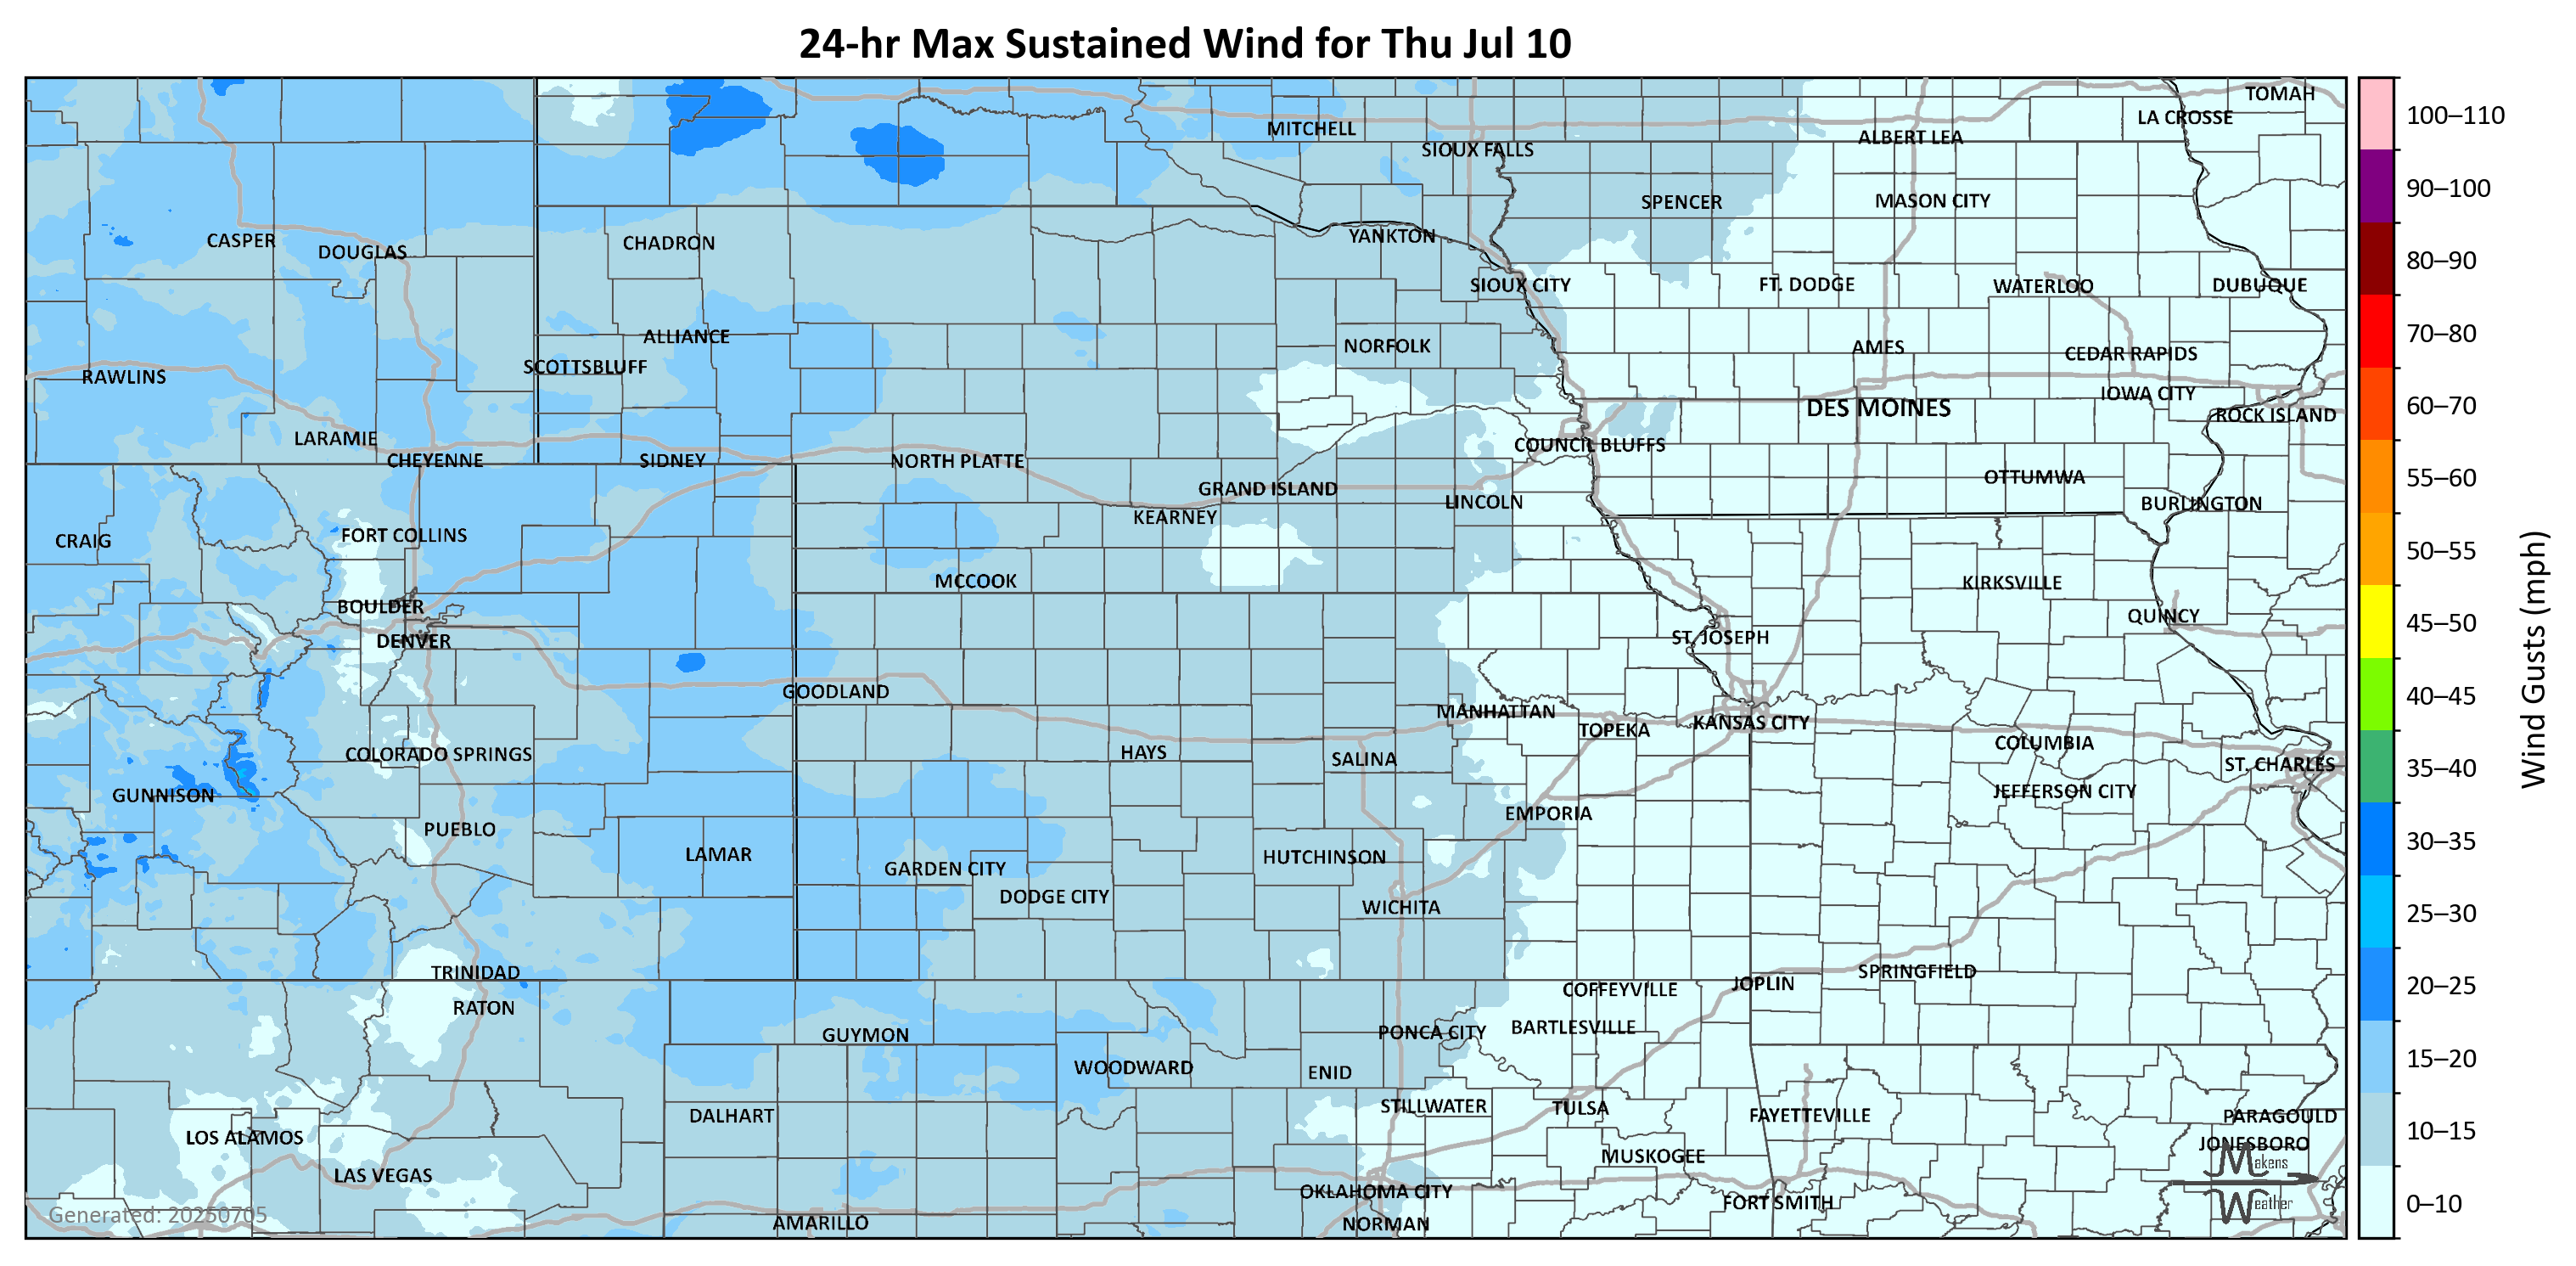 24-hr Max Sustained Wind for Thu Jul 10
TOMAH
LA CROSSE
MITCHELL
ALBERT LEA
SIOUX FALLS
SPENCER
MASON CITY
YANKTON
CASPER
CHADRON
DOUGLAS
SIOUX CITY
FT. DODGE
WATERLOO
DUBUQUE
ALLIANCE
NORFOLK
AMES
CEDAR RAPIDS
SCOTTSBLUFF
RAWLINS
IOWA CITY
DES MOINES
ROCK ISLAND
LARAMIE
COUNCIL BLUFFS
CHEYENNE
SIDNEY
NORTH PLATTE
OTTUMWA
GRAND ISLAND
LINCOLN
BURLINGTON
KEARNEY
FORT COLLINS
CRAIG
MCCOOK
KIRKSVILLE
BOULDER
QUINCY
DENVER
ST. JOSEPH
GOODLAND
MANHATTAN
KANSAS CITY
TOPEKA
COLUMBIA
COLORADO SPRINGS
HAYS
SALINA
ST. CHARLES
GUNNISON
JEFFERSON CITY
EMPORIA
PUEBLO
LAMAR
HUTCHINSON
GARDEN CITY
DODGE CITY
WICHITA
TRINIDAD
SPRINGFIELD
JOPLIN
COFFEYVILLE
RATON
BARTLESVILLE
GUYMON
PONCA CITY
WOODWARD
ENID
STILLWATER
TULSA
DALHART
FAYETTEVILLE
PARAGOULD
LOS ALAMOS
JONESBORO
MUSKOGEE
LAS VEGAS
OKLAHOMA CITY
FORT SMITH
AMARILLO
NORMAN
Generated: 20250705
Makens
Weather
100–110
90–100
80–90
70–80
60–70
55–60
50–55
45–50
40–45
35–40
30–35
25–30
20–25
15–20
10–15
0–10
Wind Gusts (mph)